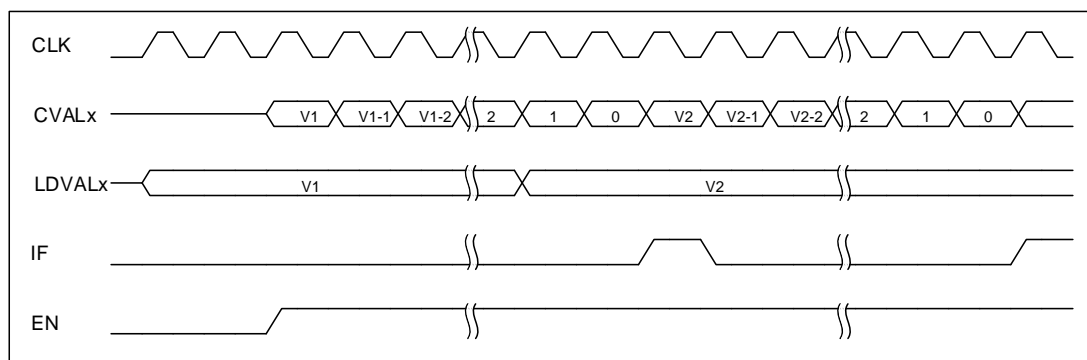 CLK
CVALx V1 V1-1 V1-2 2 1 0 V2 V2-1 V2-2 2 1 0
LDVALx V1 V2
IF
EN